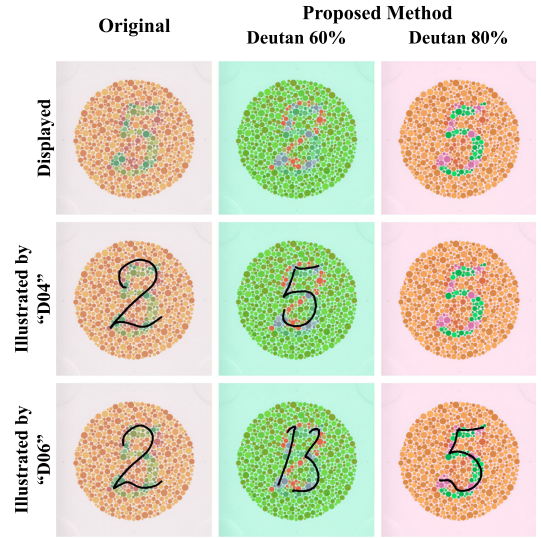 Original
Proposed Method
Deutan 60% Deutan 80%
Displayed
Illustrated by
“D04”
2 5
Illustrated by
“D06”
2 13 5